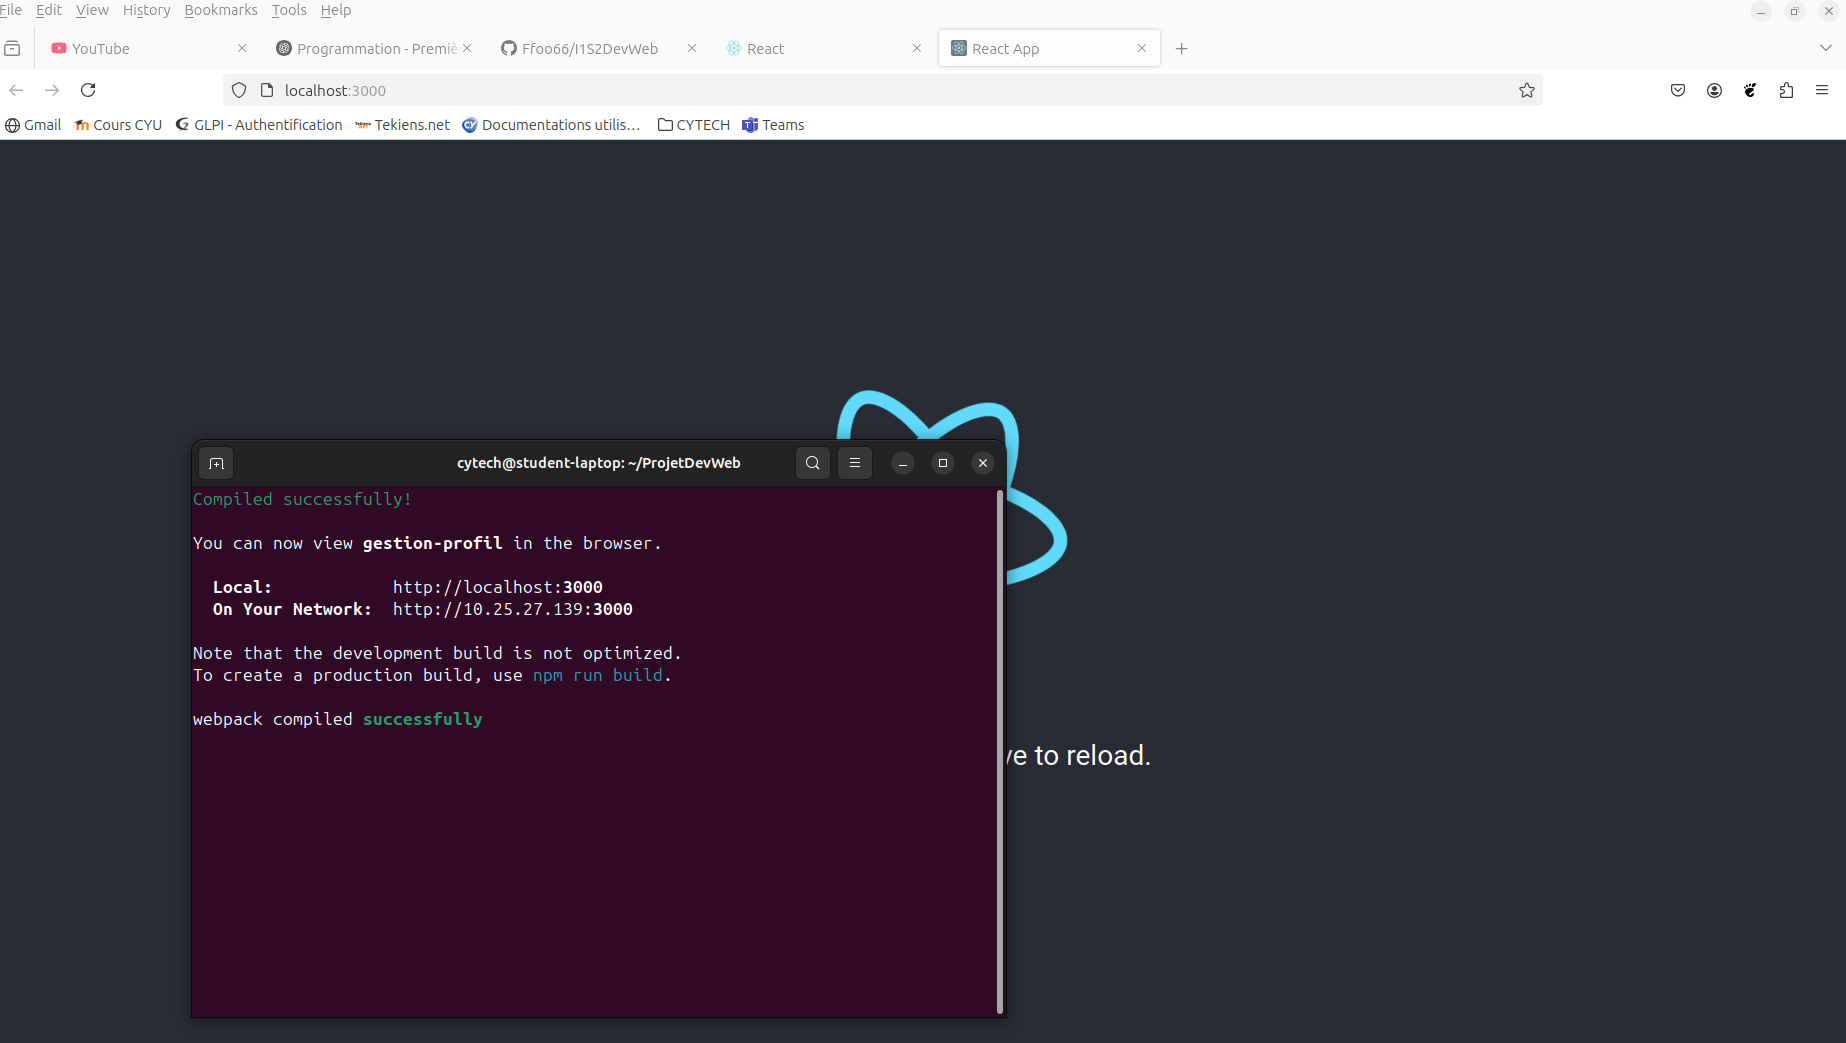 File Edit View History Bookmarks Tools Help
YouTube Programmation - Premiè Ffoo66/I1S2DevWeb React React App
localhost:3000
Gmail Cours CYU GLPI - Authentification Tekiens.net Documentations utilis… CYTECH Teams
cytech@student-laptop: ~/ProjetDevWeb
Compiled successfully!
You can now view gestion-profil in the browser.
Local: http://localhost:3000
On Your Network: http://10.25.27.139:3000
Note that the development build is not optimized.
To create a production build, use npm run build.
webpack compiled successfully
to reload.